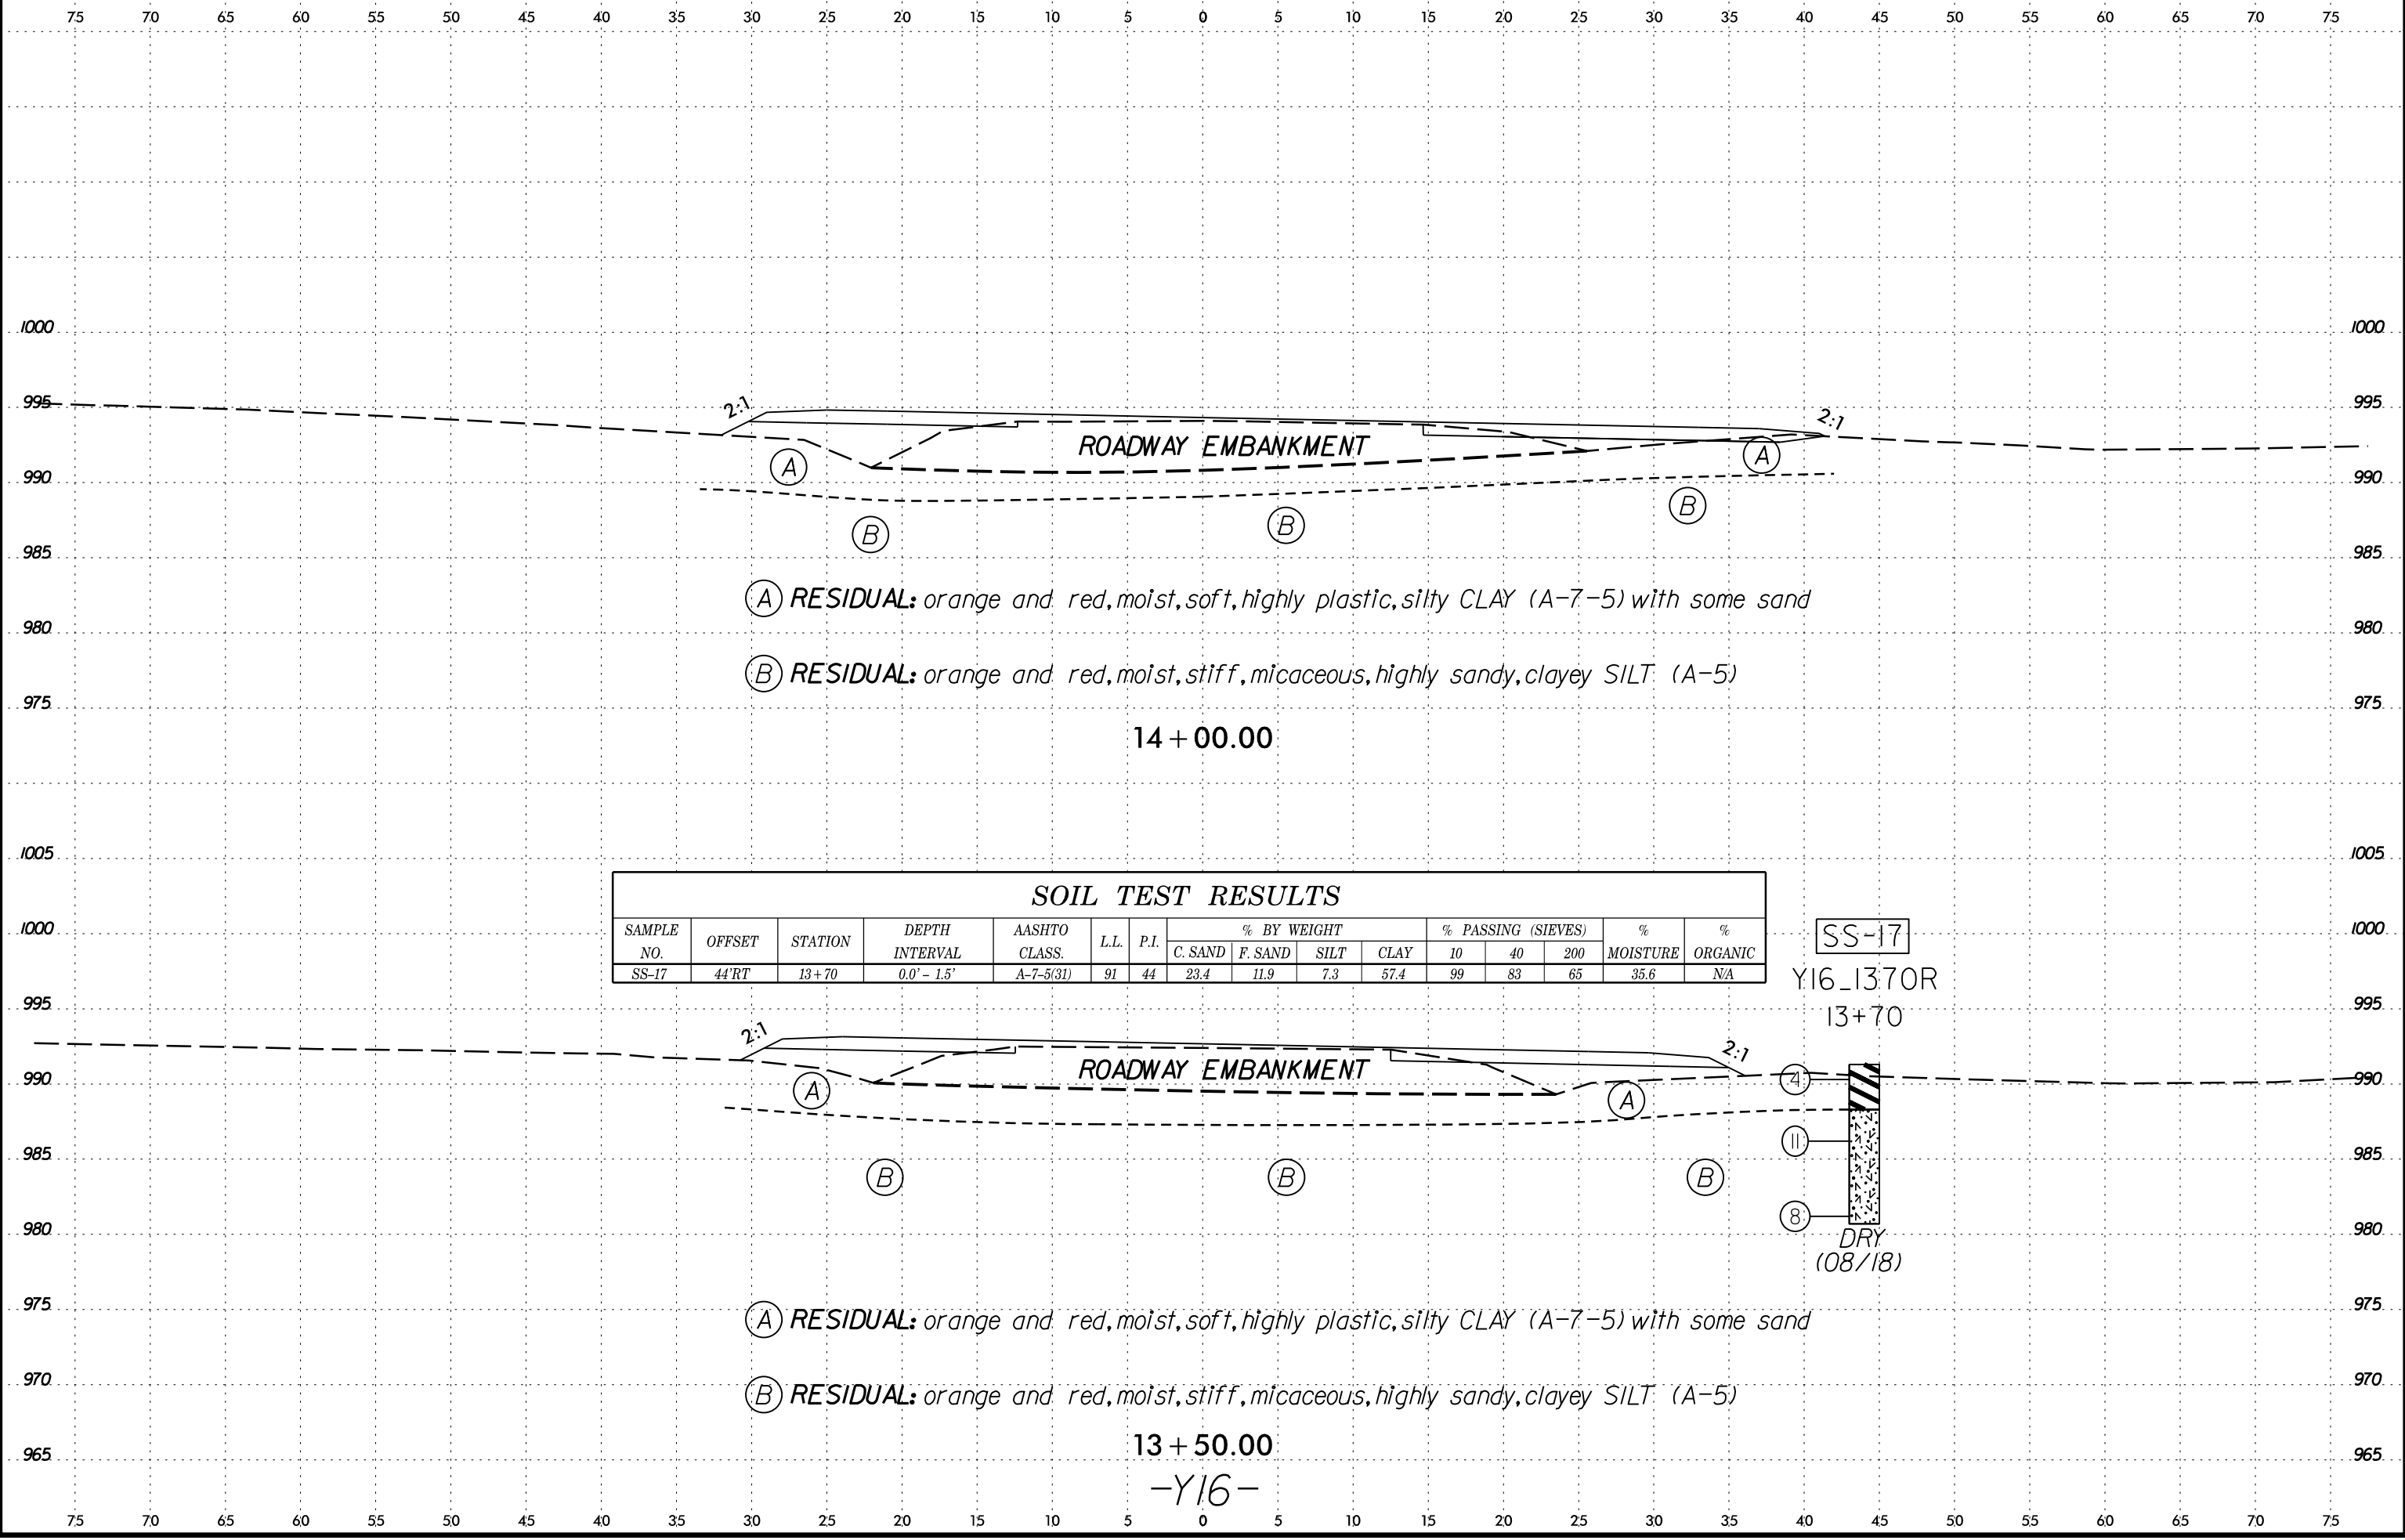 75 70 65 60 55 50 45 40 35 30 25 20 15 10 5 0 5 10 15 20 25 30 35 40 45 50 55 60 65 70 75
1000 1000
995 2:1 2:1 995
ROADWAY EMBANKMENT
A A
990 990
B B B
985 985
A RESIDUAL: orange and red, moist, soft, highly plastic, silty CLAY (A-7-5) with some sand
980 980
B RESIDUAL: orange and red, moist, stiff, micaceous, highly sandy, clayey SILT (A-5)
975 975
14+00.00
1005 1005
SOIL TEST RESULTS
SAMPLE NO. OFFSET STATION DEPTH INTERVAL AASHTO CLASS. L.L. P.I. % BY WEIGHT % PASSING (SIEVES) % MOISTURE % ORGANIC
C. SAND F. SAND SILT CLAY 10 40 200
SS-17 44'RT 13+70 0.0' - 1.5' A-7-5(31) 91 44 23.4 11.9 7.3 57.4 99 83 65 35.6 N/A
1000 SS-17 1000
Y16_1370R
995 995
13+70
2:1 2:1
ROADWAY EMBANKMENT
990 4 990
A A
11
985 985
B B B
8
980 980
DRY
(08/18)
975 975
A RESIDUAL: orange and red, moist, soft, highly plastic, silty CLAY (A-7-5) with some sand
970 970
B RESIDUAL: orange and red, moist, stiff, micaceous, highly sandy, clayey SILT (A-5)
13+50.00
965 965
-Y16-
75 70 65 60 55 50 45 40 35 30 25 20 15 10 5 0 5 10 15 20 25 30 35 40 45 50 55 60 65 70 75